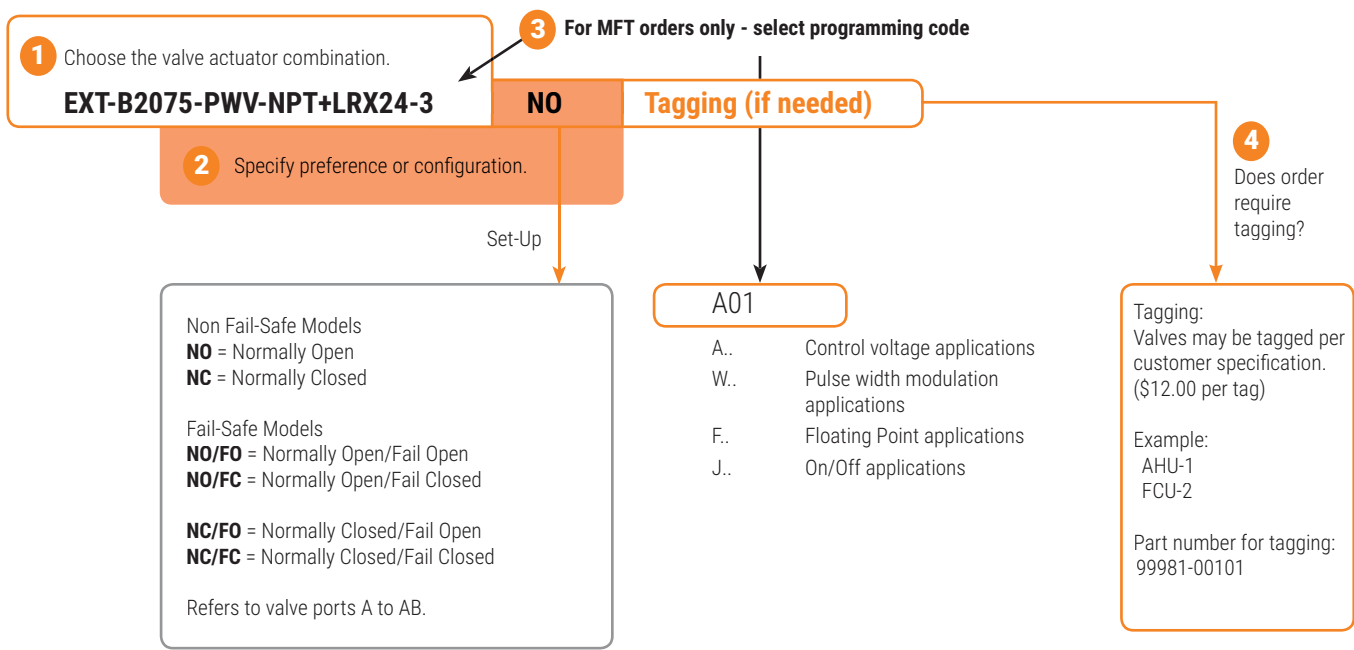 3 For MFT orders only - select programming code
1 Choose the valve actuator combination.
EXT-B2075-PWV-NPT+LRX24-3 NO Tagging (if needed)
2 Specify preference or configuration.
4
Does order
require
tagging?
Set-Up
Non Fail-Safe Models
NO = Normally Open
NC = Normally Closed
Fail-Safe Models
NO/FO = Normally Open/Fail Open
NO/FC = Normally Open/Fail Closed
NC/FO = Normally Closed/Fail Open
NC/FC = Normally Closed/Fail Closed
Refers to valve ports A to AB.
A01
A.. Control voltage applications
W.. Pulse width modulation
applications
F.. Floating Point applications
J.. On/Off applications
Tagging:
Valves may be tagged per
customer specification.
($12.00 per tag)
Example:
AHU-1
FCU-2
Part number for tagging:
99981-00101